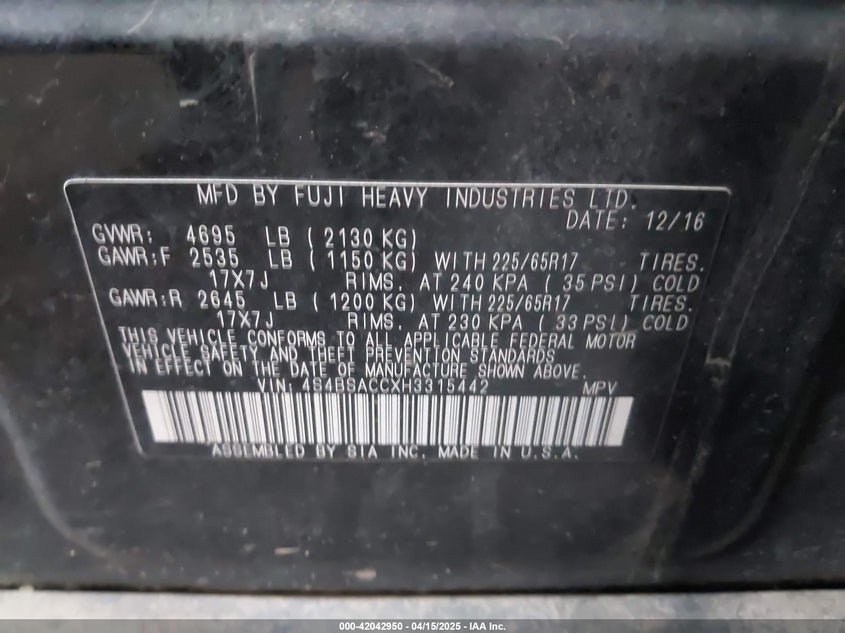 MFD BY FUJI HEAVY INDUSTRIES LTD.
DATE: 12/16
GVWR: 4695 LB ( 2130 KG)
GAWR:F 2535 LB ( 1150 KG) WITH 225/65R17 TIRES.
17X7J RIMS. AT 240 KPA ( 35 PSI) COLD
GAWR:R 2645 LB ( 1200 KG) WITH 225/65R17 TIRES.
17X7J RIMS. AT 230 KPA ( 33 PSI) COLD
THIS VEHICLE CONFORMS TO ALL APPLICABLE FEDERAL MOTOR
VEHICLE SAFETY AND THEFT PREVENTION STANDARDS
IN EFFECT ON THE DATE OF MANUFACTURE SHOWN ABOVE.
VIN: 4S4BSACCXH3315442 MPV
ASSEMBLED BY SIA INC. MADE IN U.S.A.
000-42042950 - 04/15/2025 - IAA Inc.